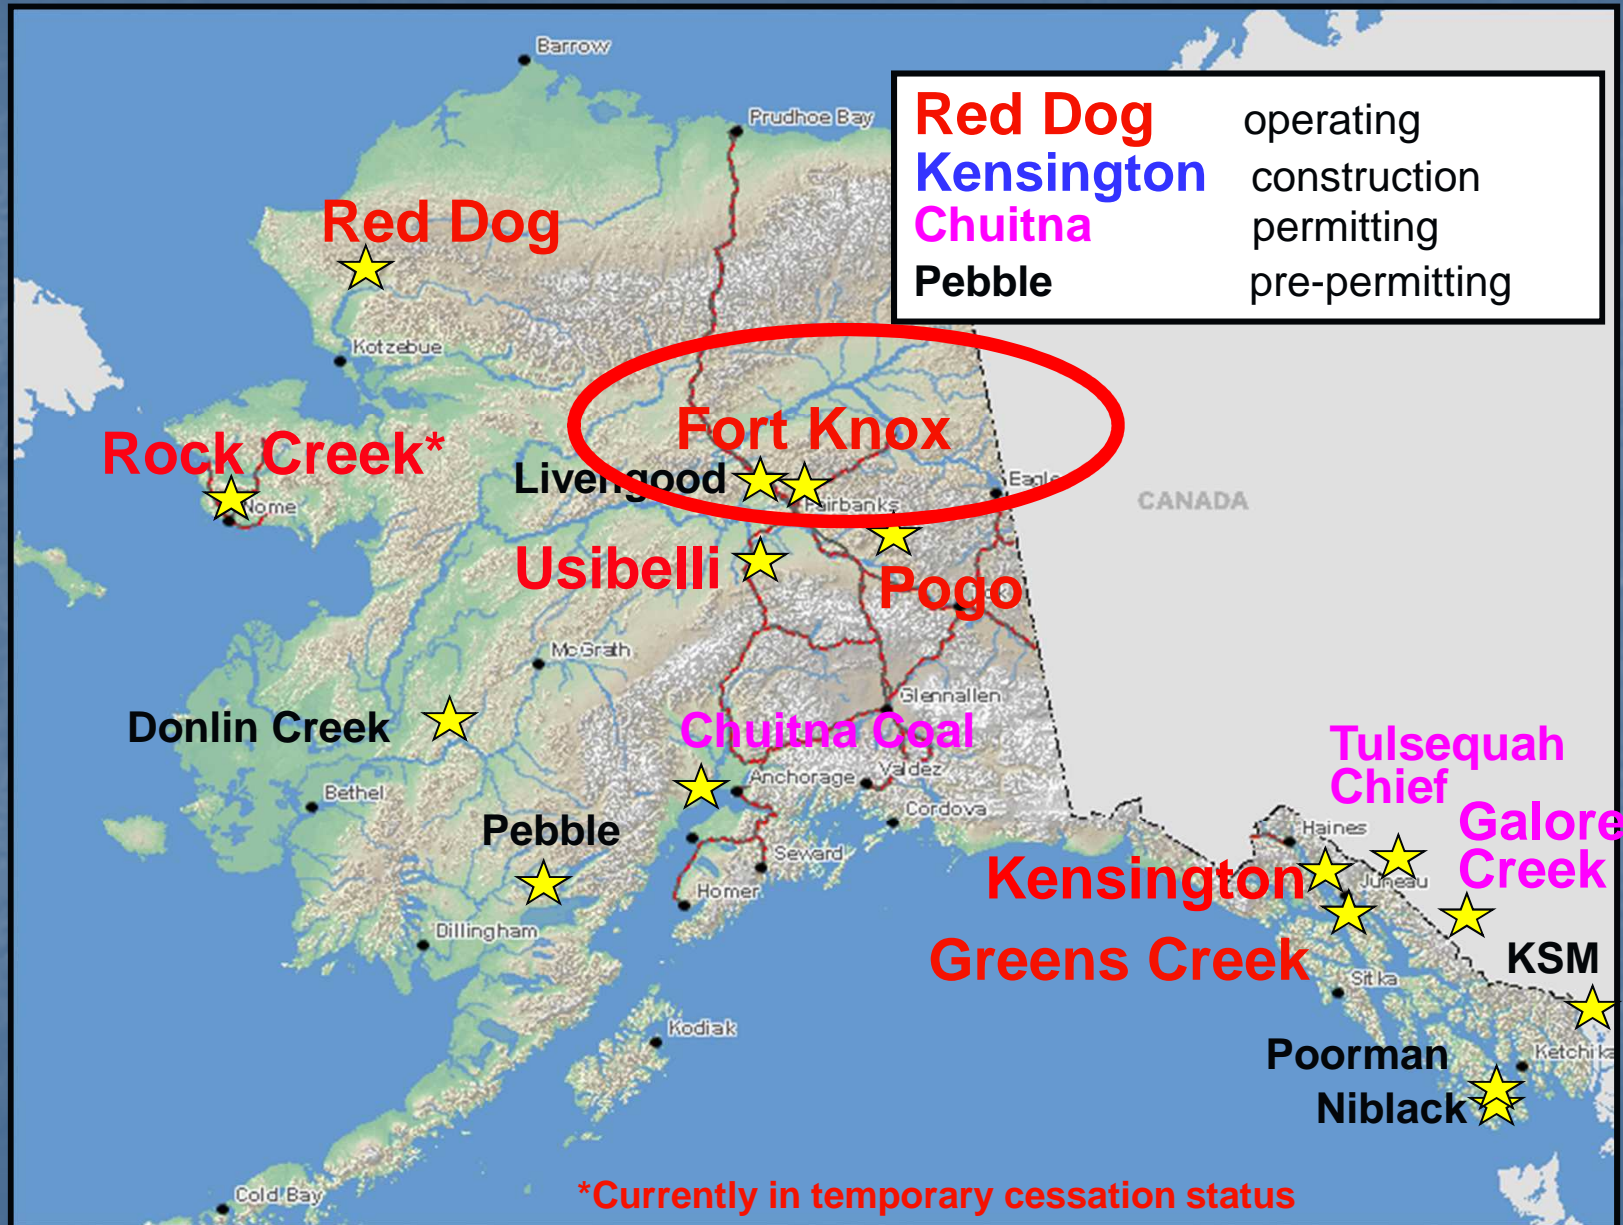 Barrow
Prudhoe Bay
Red Dog operating
Kensington construction
Chuitna permitting
Pebble pre-permitting
Red Dog
Kotzebue
Fort Knox
Rock Creek*
Livengood
Eagle
CANADA
Nome
Fairbanks
Usibelli
Pogo
McGrath
Glennallen
Donlin Creek
Chuitna Coal
Tulsequah
Chief
Anchorage
Valdez
Bethel
Cordova
Galore
Creek
Pebble
Haines
Seward
Kensington
Juneau
Homer
Dillingham
Greens Creek
KSM
Sitka
Kodiak
Poorman
Ketchika
Niblack
Cold Bay
*Currently in temporary cessation status